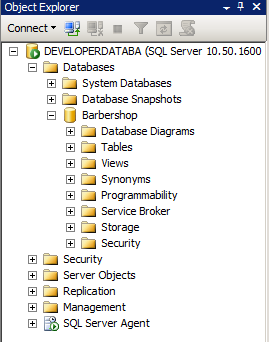 Object Explorer
Connect
DEVELOPERDATABA (SQL Server 10.50.1600
Databases
System Databases
Database Snapshots
Barbershop
Database Diagrams
Tables
Views
Synonyms
Programmability
Service Broker
Storage
Security
Security
Server Objects
Replication
Management
SQL Server Agent